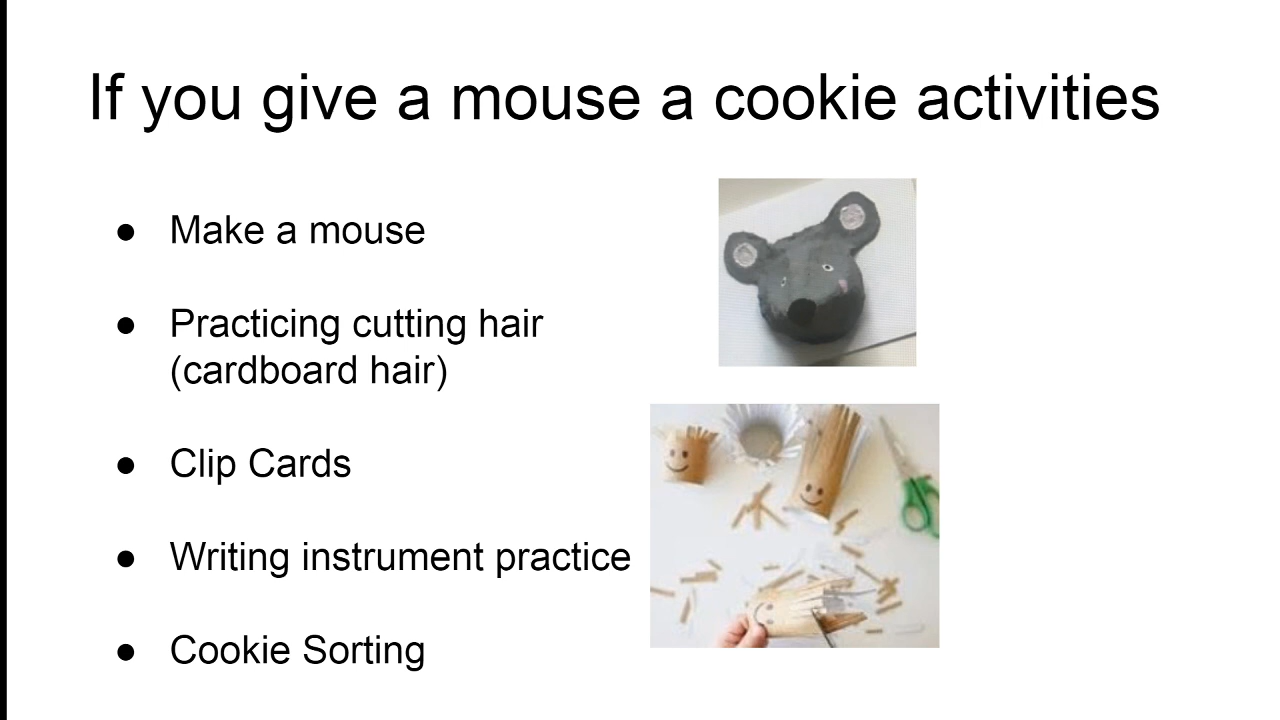 If you give a mouse a cookie activities
● Make a mouse
● Practicing cutting hair
(cardboard hair)
● Clip Cards
● Writing instrument practice
● Cookie Sorting